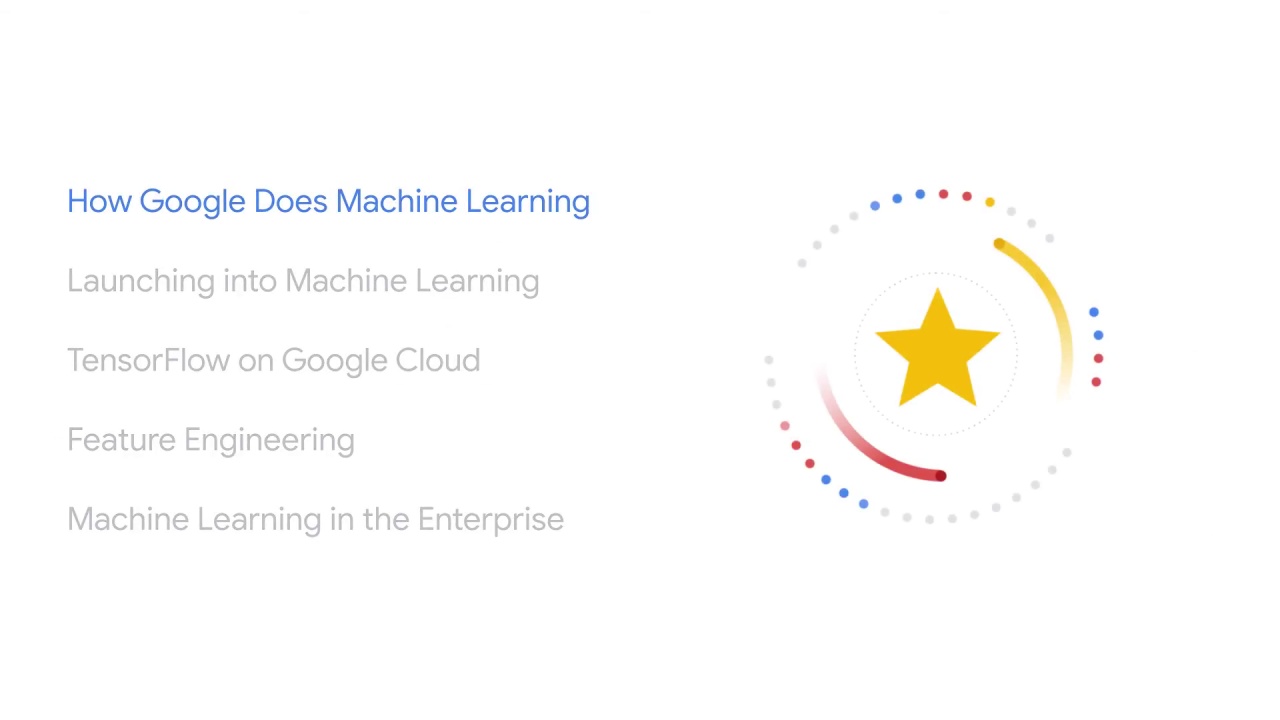 How Google Does Machine Learning
Launching into Machine Learning
TensorFlow on Google Cloud
Feature Engineering
Machine Learning in the Enterprise